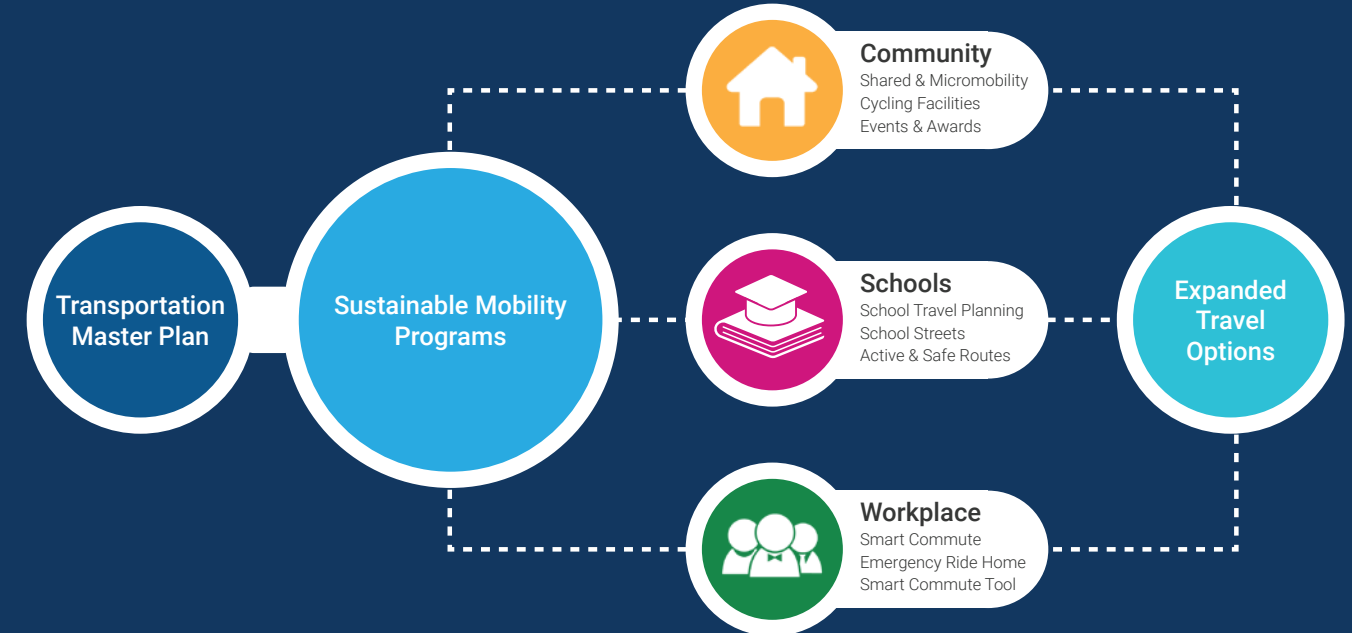 Transportation
Master Plan
Sustainable Mobility
Programs
Community
Shared & Micromobility
Cycling Facilities
Events & Awards
Schools
School Travel Planning
School Streets
Active & Safe Routes
Workplace
Smart Commute
Emergency Ride Home
Smart Commute Tool
Expanded
Travel
Options